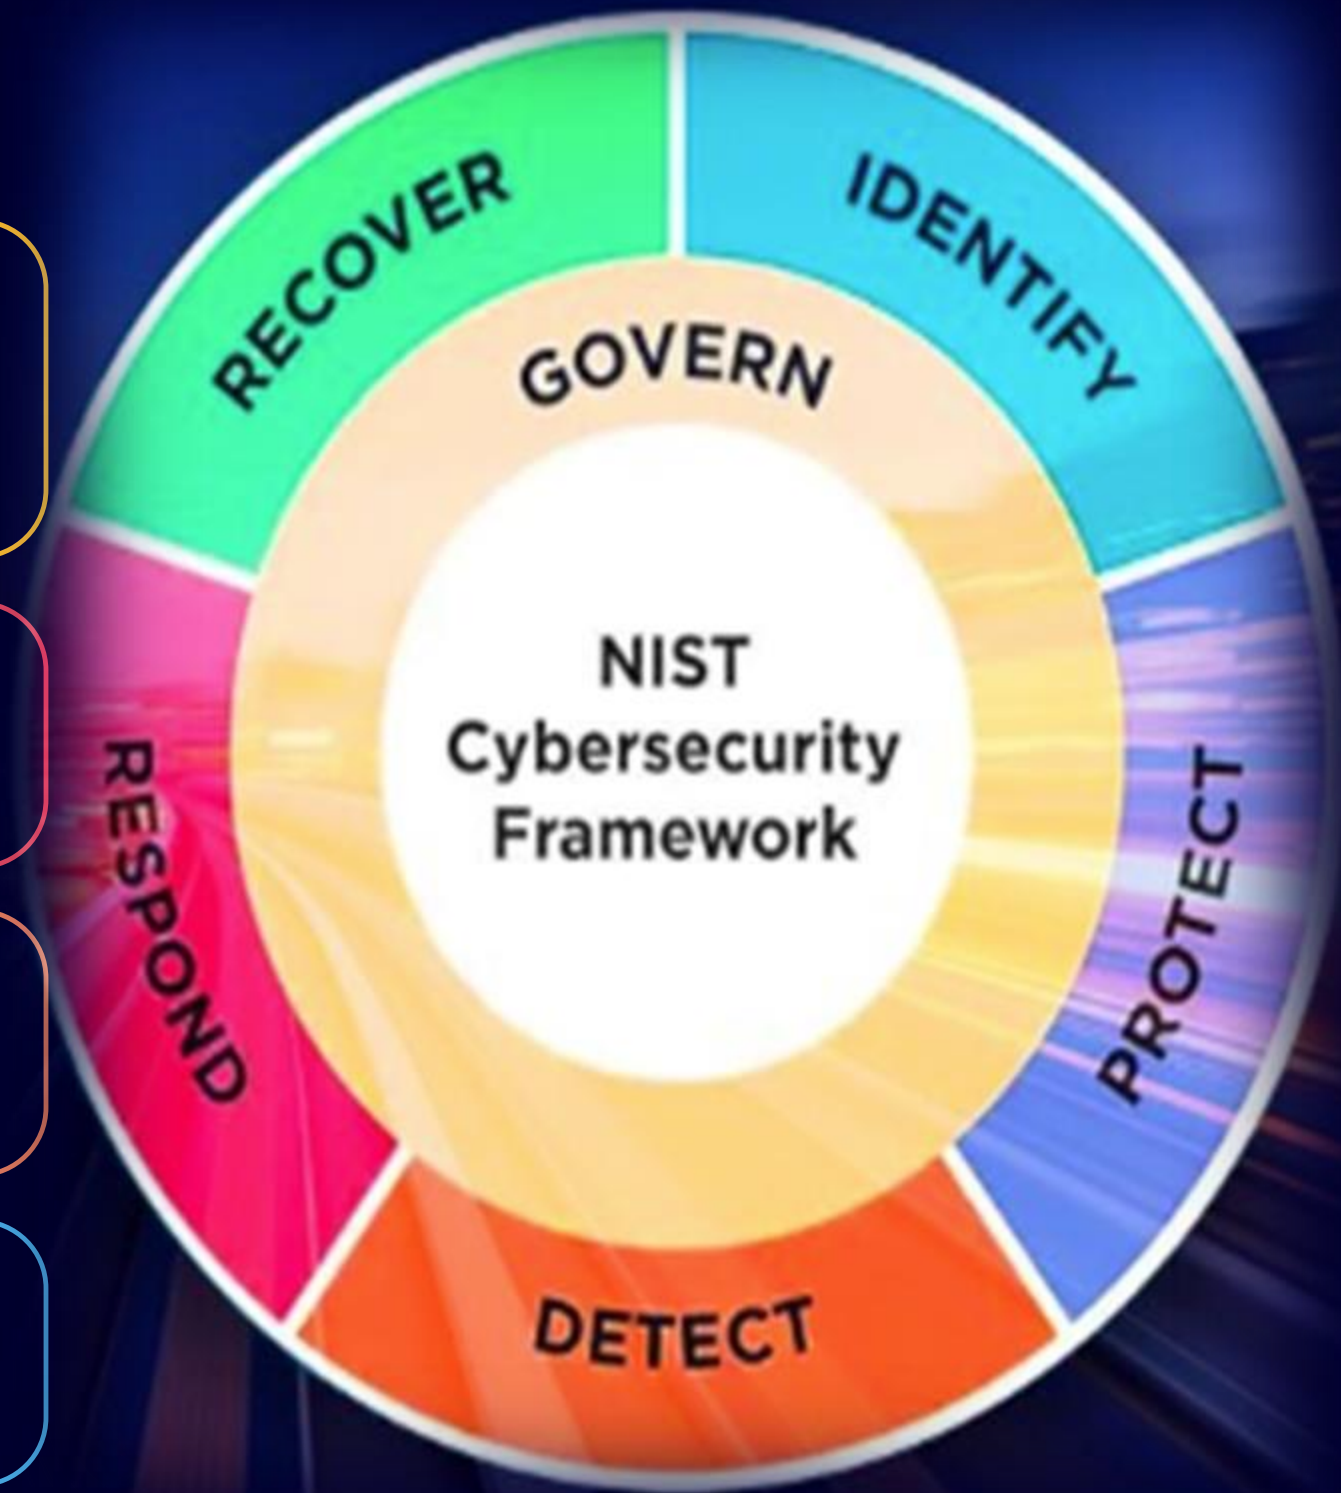 RECOVER
IDENTIFY
GOVERN
NIST
Cybersecurity
Framework
RESPOND
PROTECT
DETECT